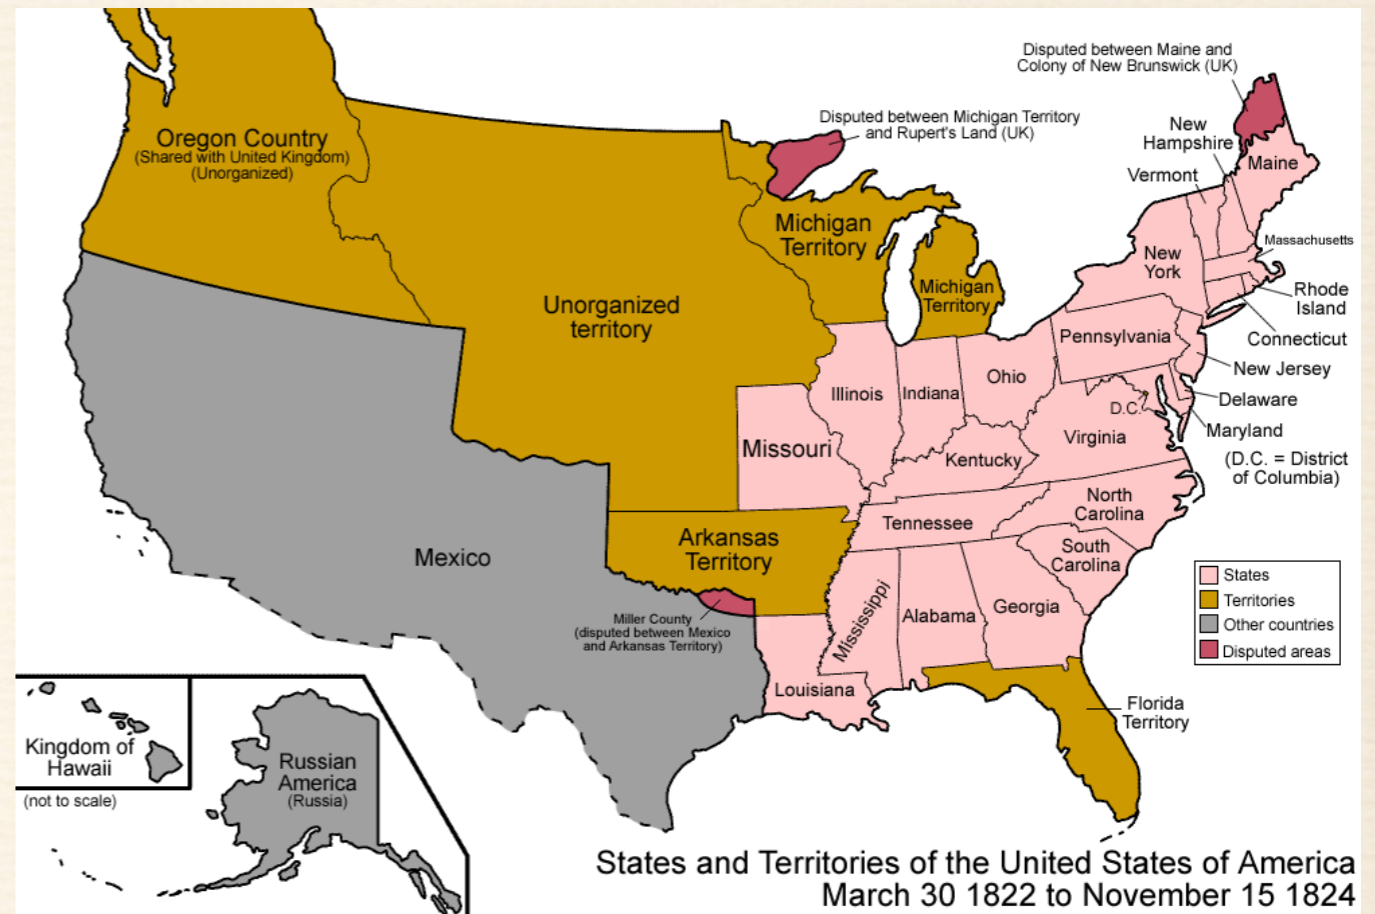 Disputed between Maine and
Colony of New Brunswick (UK)
Disputed between Michigan Territory
and Rupert's Land (UK)
New
Hampshire
Vermont
Maine
Oregon Country
(Shared with United Kingdom)
(Unorganized)
Michigan
Territory
Massachusetts
New
York
Michigan
Territory
Rhode
Island
Unorganized
territory
Connecticut
Pennsylvania
New Jersey
Ohio
Illinois
Indiana
Delaware
D.C.
Maryland
Virginia
Missouri
Kentucky
(D.C. = District
of Columbia)
North
Carolina
Tennessee
Arkansas
Territory
Mexico
South
Carolina
States
Territories
Other countries
Disputed areas
Mississippi
Alabama
Georgia
Miller County
(disputed between Mexico
and Arkansas Territory)
Louisiana
Florida
Territory
Kingdom of
Hawaii
(not to scale)
Russian
America
(Russia)
States and Territories of the United States of America
March 30 1822 to November 15 1824